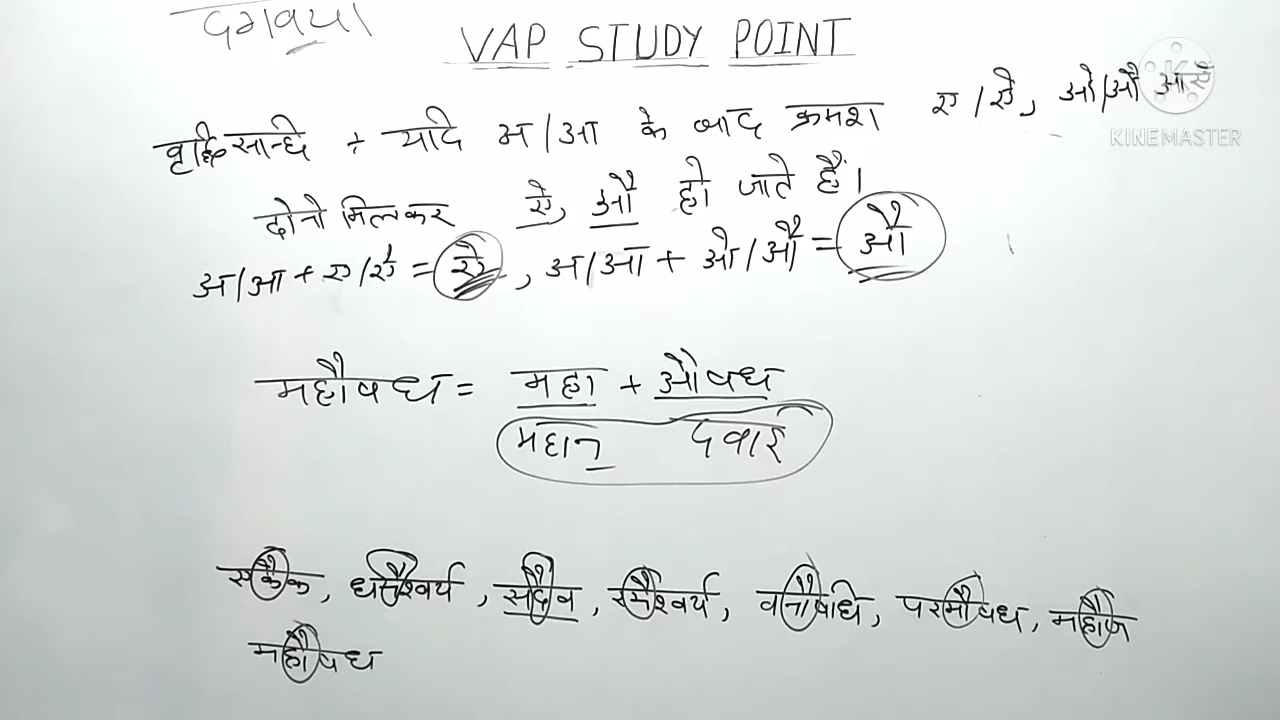 VAP STUDY POINT
वृद्धि सन्धि ÷ यदि अ/आ के बाद क्रमश ए/ऐ, ओ/औ आएँ
KINEMASTER
दोनो मिलकर ऐ, औ हो जाते हैं।
अ/आ + ए/ऐ = ऐ, अ/आ + ओ/औ = औ
महौषध = महा + औषध
महान दवाई
एकैक, धनैश्वर्य, सदैव, रमैश्वर्य, वनौषधि, परमौषध, महौज
महौषध